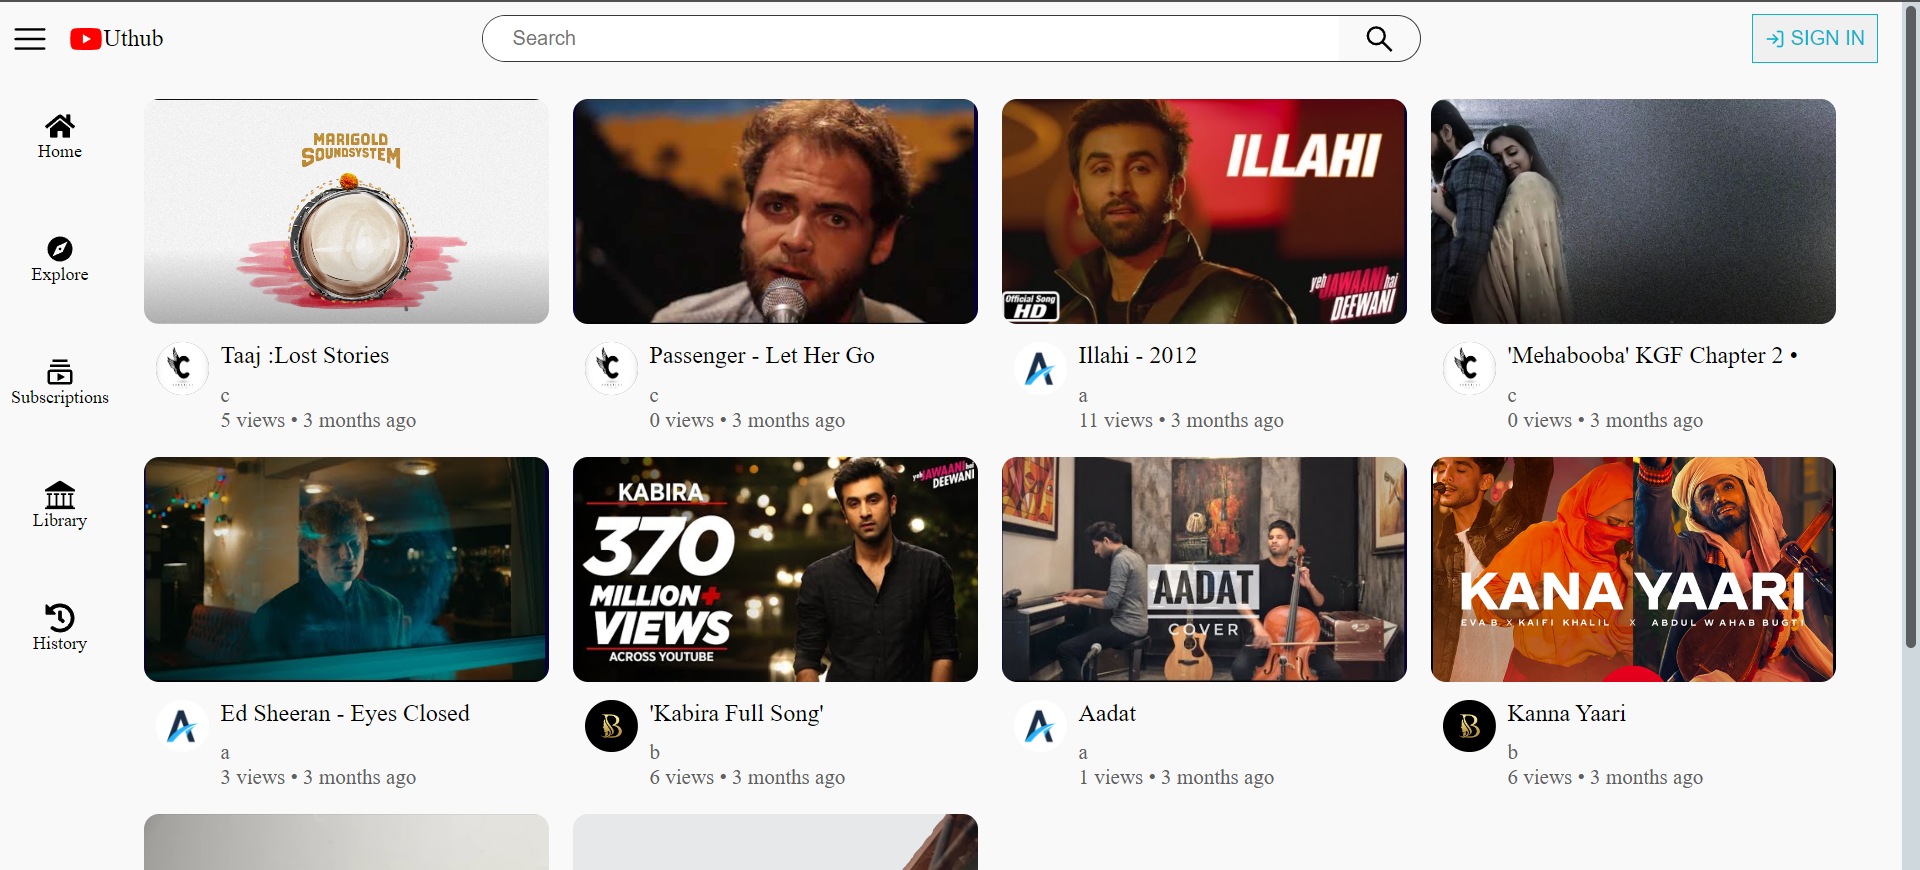 Uthub
Search
SIGN IN
Home
Explore
Subscriptions
Library
History
MARIGOLD
SOUNDSYSTEM
Taaj :Lost Stories
c
5 views • 3 months ago
Passenger - Let Her Go
c
0 views • 3 months ago
ILLAHI
Official Song
HD
yeh JAWAANI hai
DEEWANI
Illahi - 2012
a
11 views • 3 months ago
'Mehabooba' KGF Chapter 2 •
c
0 views • 3 months ago
Ed Sheeran - Eyes Closed
a
3 views • 3 months ago
yeh JAWAANI hai
DEEWANI
KABIRA
370
MILLION+
VIEWS
ACROSS YOUTUBE
'Kabira Full Song'
b
6 views • 3 months ago
AADAT
COVER
Aadat
a
1 views • 3 months ago
KANA YAARI
EVA B X KAIFI KHALIL X ABDUL WAHAB BUGTI
Kanna Yaari
b
6 views • 3 months ago